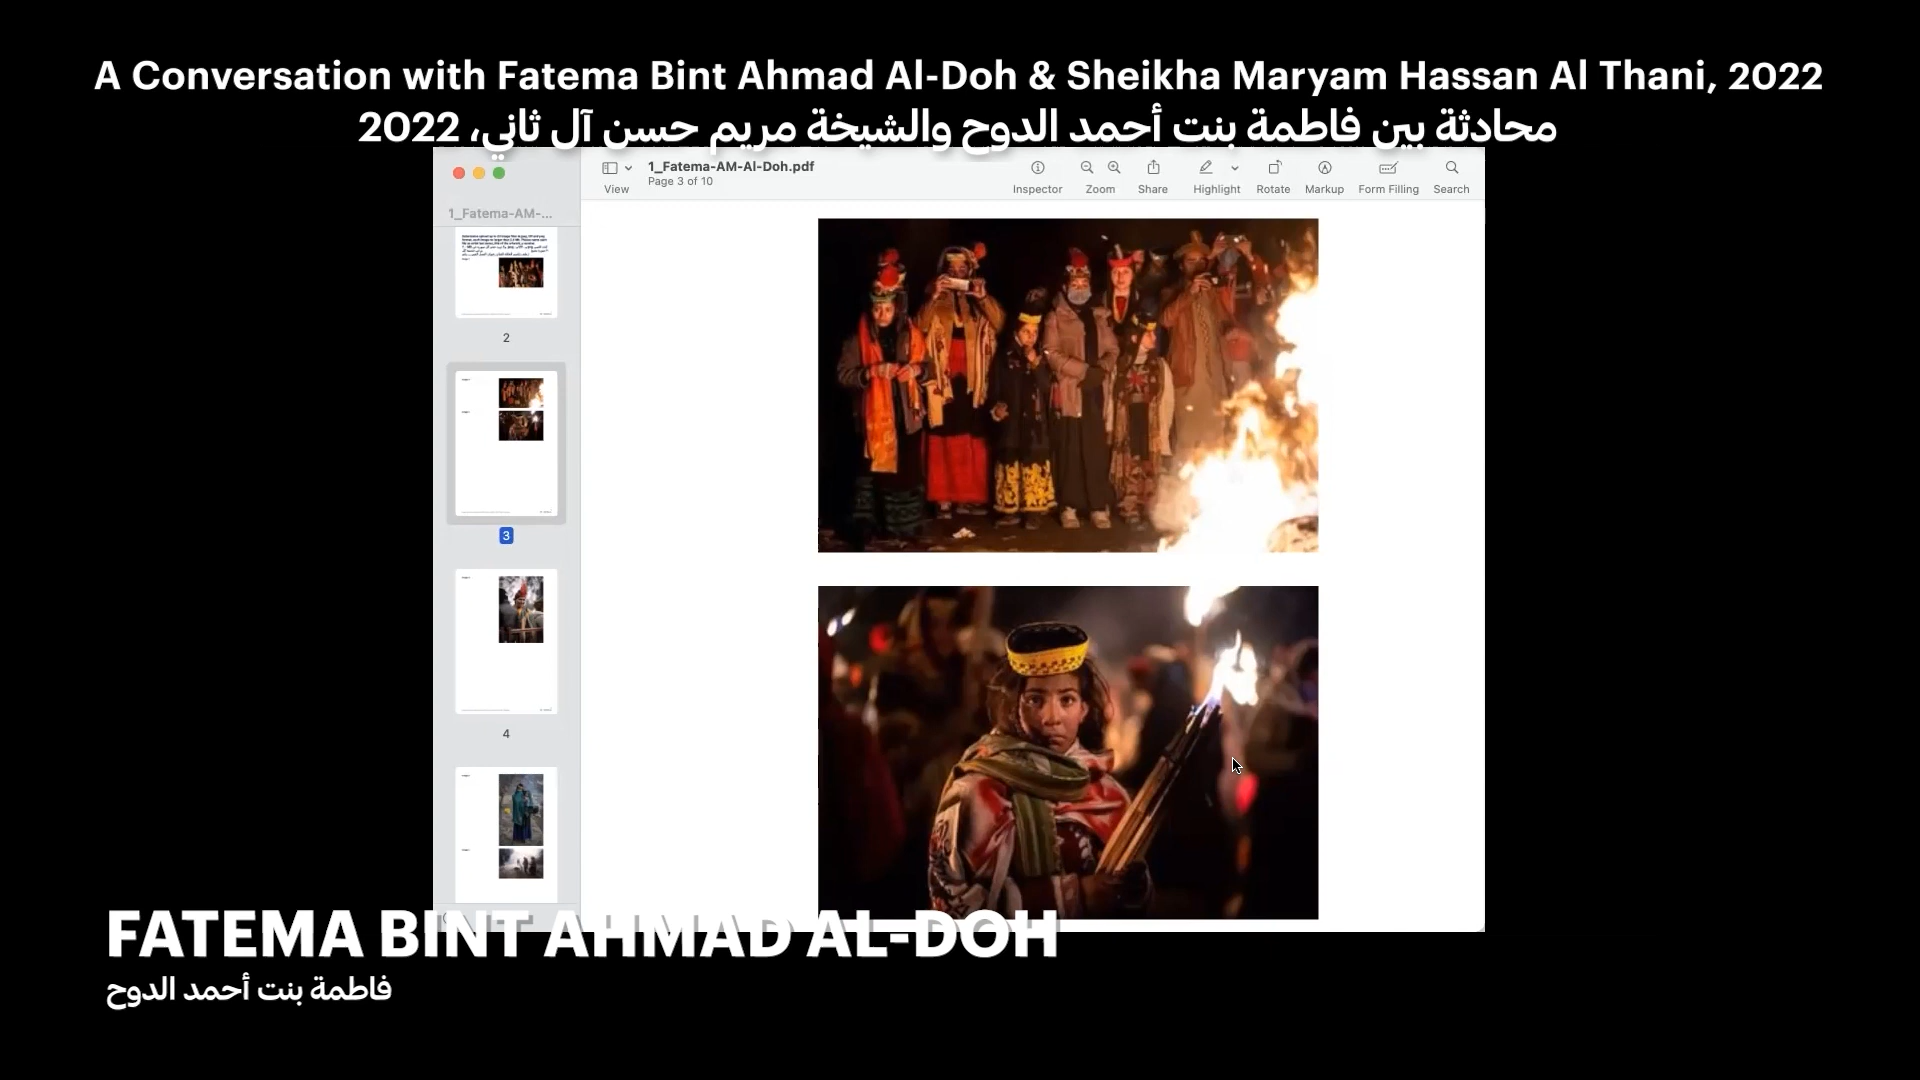 A Conversation with Fatema Bint Ahmad Al-Doh & Sheikha Maryam Hassan Al Thani, 2022
محادثة بين فاطمة بنت أحمد الدوح والشيخة مريم حسن آل ثاني، 2022
1_Fatema-AM-Al-Doh.pdf
Page 3 of 10
View
Inspector
Zoom
Share
Highlight
Rotate
Markup
Form Filling
Search
1_Fatema-AM-...
2
3
4
FATEMA BINT AHMAD AL-DOH
فاطمة بنت أحمد الدوح